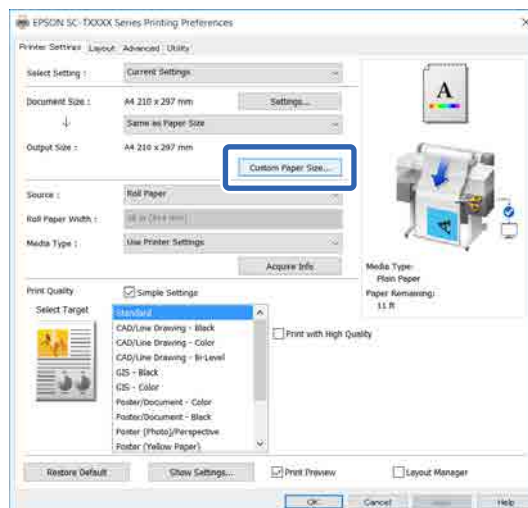 EPSON SC-TXXXX Series Printing Preferences
Printer Settings Layout Advanced Utility
Select Setting : Current Settings
Document Size : A4 210 x 297 mm Settings...
Same as Paper Size
Output Size : A4 210 x 297 mm
Custom Paper Size...
Source : Roll Paper
Roll Paper Width :
Media Type : Use Printer Settings
Acquire Info
A
Media Type:
Plain Paper
Paper Remaining:
11 ft
Print Quality Simple Settings
Select Target
Standard
CAD/Line Drawing - Black
CAD/Line Drawing - Color
CAD/Line Drawing - Bi-Level
GIS - Black
GIS - Color
Poster/Document - Color
Poster/Document - Black
Poster (Photo)/Perspective
Poster (Yellow Paper)
Print with High Quality
Restore Default Show Settings... Print Preview Layout Manager
OK Cancel Help